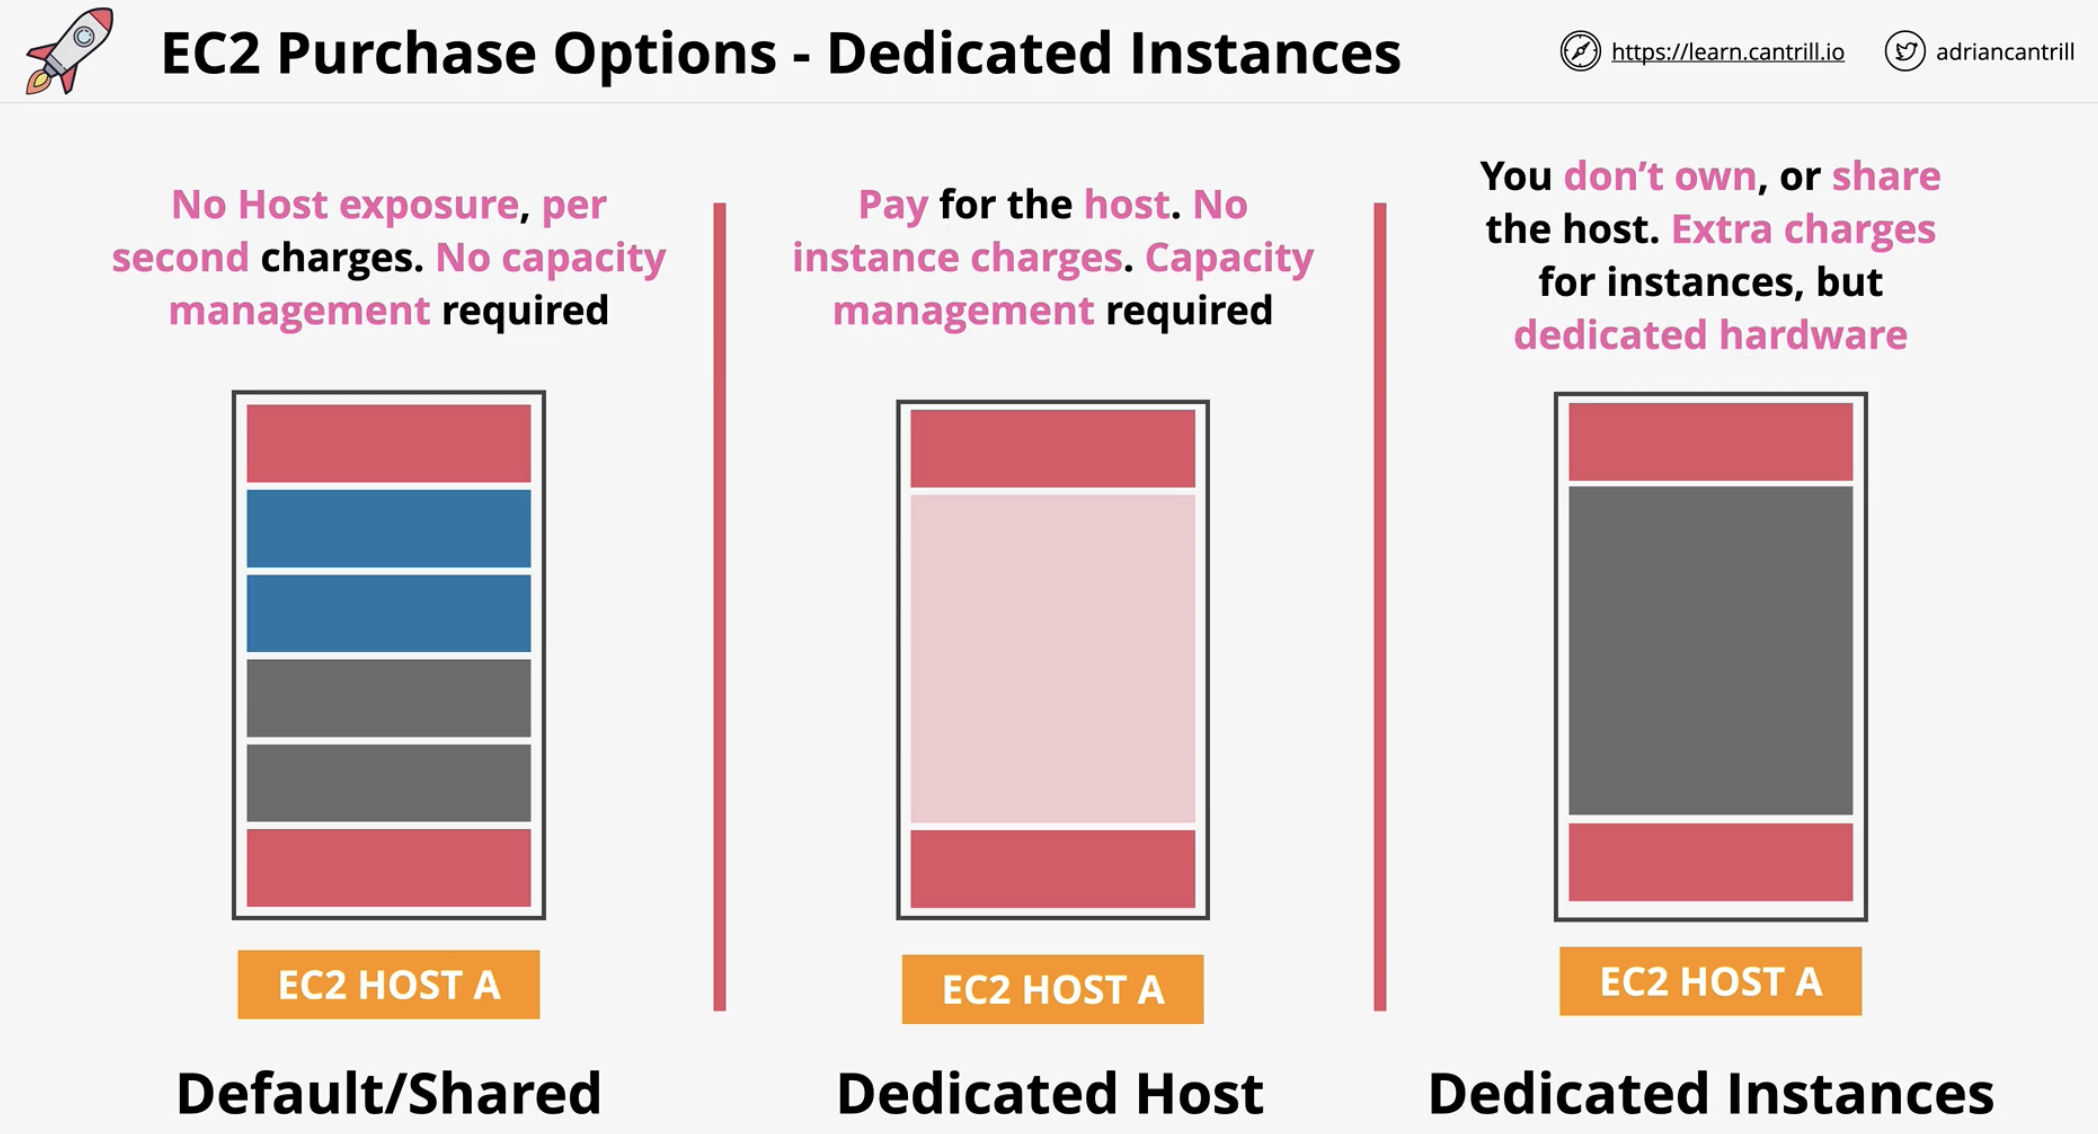 EC2 Purchase Options - Dedicated Instances
https://learn.cantrill.io
adriancantrill
No Host exposure, per
second charges. No capacity
management required
EC2 HOST A
Default/Shared
Pay for the host. No
instance charges. Capacity
management required
EC2 HOST A
Dedicated Host
You don’t own, or share
the host. Extra charges
for instances, but
dedicated hardware
EC2 HOST A
Dedicated Instances